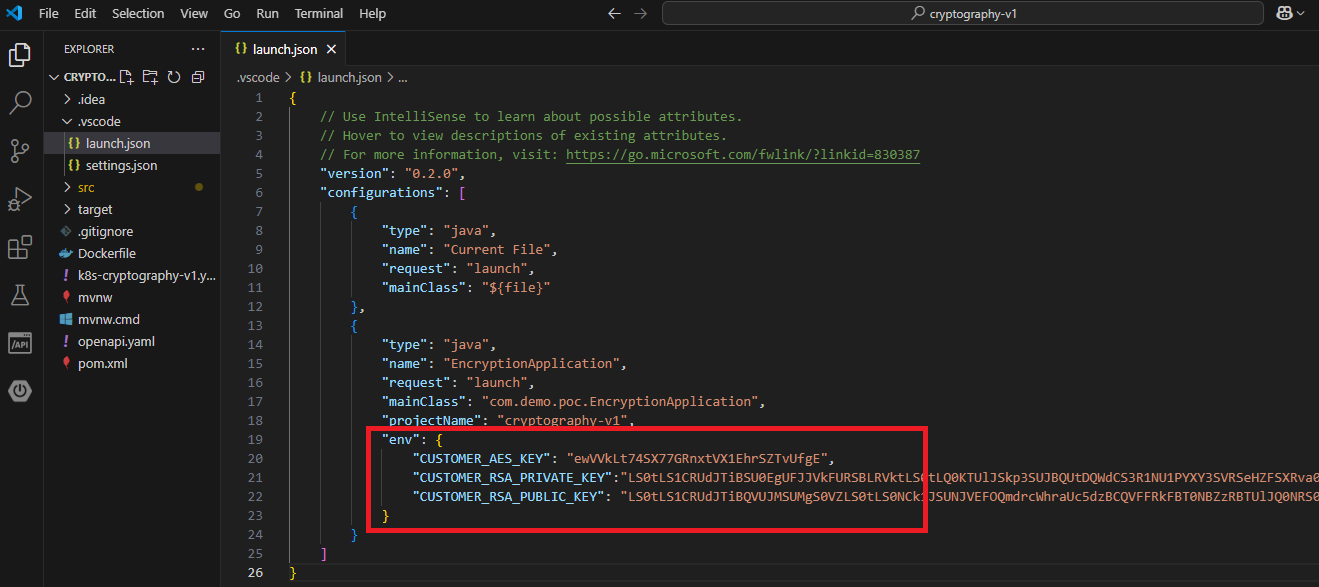 File Edit Selection View Go Run Terminal Help
cryptography-v1
EXPLORER
CRYPTO...
.idea
.vscode
launch.json
settings.json
src
target
.gitignore
Dockerfile
k8s-cryptography-v1.y...
mvnw
mvnw.cmd
openapi.yaml
pom.xml
/API
launch.json
.vscode > {} launch.json > ...
1 {
2 // Use IntelliSense to learn about possible attributes.
3 // Hover to view descriptions of existing attributes.
4 // For more information, visit: https://go.microsoft.com/fwlink/?linkid=830387
5 "version": "0.2.0",
6 "configurations": [
7 {
8 "type": "java",
9 "name": "Current File",
10 "request": "launch",
11 "mainClass": "${file}"
12 },
13 {
14 "type": "java",
15 "name": "EncryptionApplication",
16 "request": "launch",
17 "mainClass": "com.demo.poc.EncryptionApplication",
18 "projectName": "cryptography-v1",
19 "env": {
20 "CUSTOMER_AES_KEY": "ewVVkLt74SX77GRnxtVX1EhrSZTvUfgE",
21 "CUSTOMER_RSA_PRIVATE_KEY":
22 "CUSTOMER_RSA_PUBLIC_KEY":
23 }
24 }
25 ]
26 }